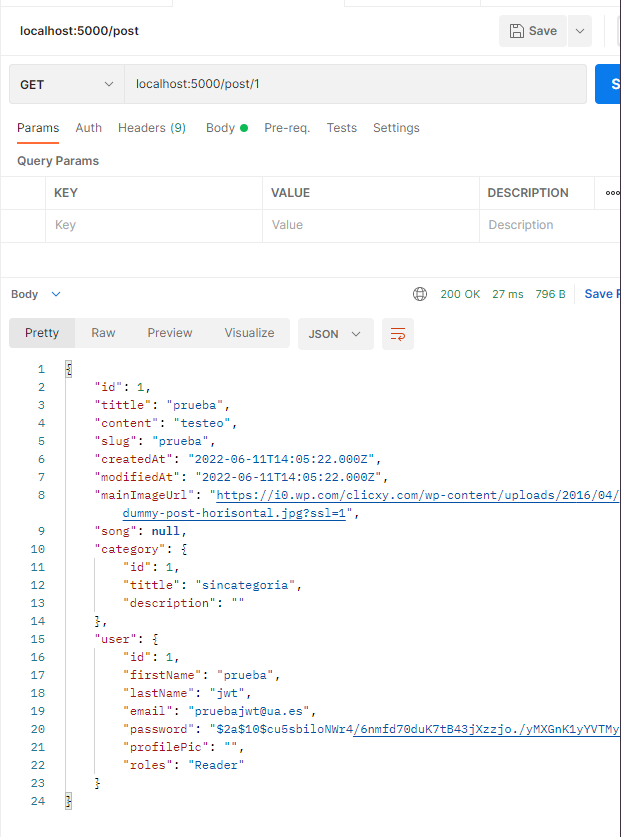 localhost:5000/post
Save
GET
localhost:5000/post/1
Params Auth Headers (9) Body Pre-req. Tests Settings
Query Params
KEY VALUE DESCRIPTION
Key Value Description
Body 200 OK 27 ms 796 B Save
Pretty Raw Preview Visualize JSON
1 {
2 "id": 1,
3 "tittle": "prueba",
4 "content": "testeo",
5 "slug": "prueba",
6 "createdAt": "2022-06-11T14:05:22.000Z",
7 "modifiedAt": "2022-06-11T14:05:22.000Z",
8 "mainImageUrl": "https://i0.wp.com/clicxy.com/wp-content/uploads/2016/04/
dummy-post-horisontal.jpg?ssl=1",
9 "song": null,
10 "category": {
11 "id": 1,
12 "tittle": "sincategoria",
13 "description": ""
14 },
15 "user": {
16 "id": 1,
17 "firstName": "prueba",
18 "lastName": "jwt",
19 "email": "pruebajwt@ua.es",
20 "password": "$2a$10$cu5sbiloNWr4/6nmfd70duK7tB43jXzzjo./yMXGnK1yYVTMy
21 "profilePic": "",
22 "roles": "Reader"
23 }
24 }